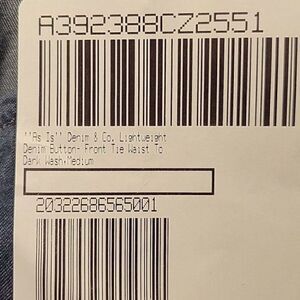 A392388CZ2551
''As Is'' Denim & Co. Lightweight
Denim Button- Front Tie Waist To
Dark Wash,Medium
20322686565001